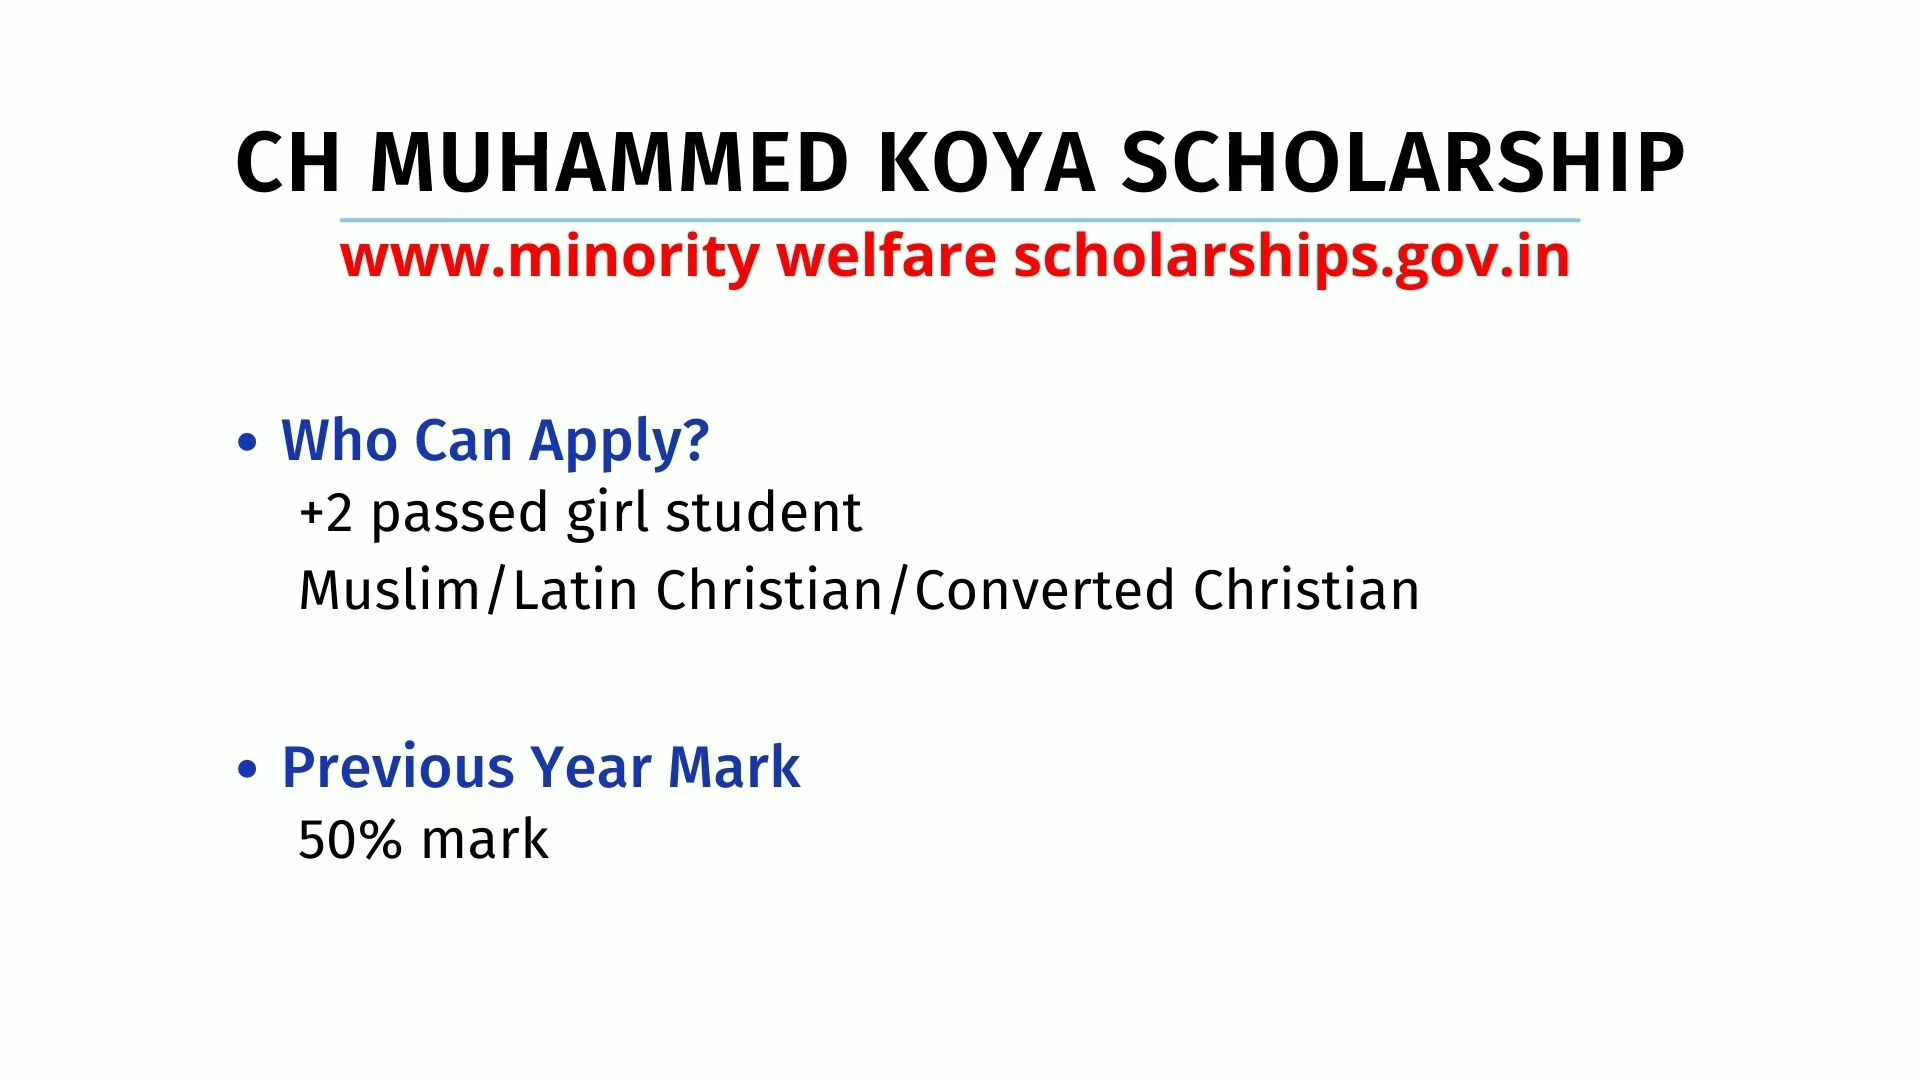 CH MUHAMMED KOYA SCHOLARSHIP
www.minority welfare scholarships.gov.in
• Who Can Apply?
+2 passed girl student
Muslim/Latin Christian/Converted Christian
• Previous Year Mark
50% mark